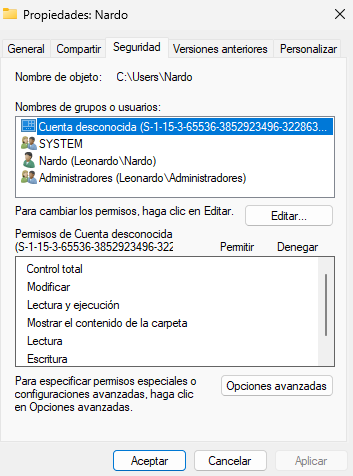 Propiedades: Nardo
General Compartir Seguridad Versiones anteriores Personalizar
Nombre de objeto: C:\Users\Nardo
Nombres de grupos o usuarios:
Cuenta desconocida (S-1-15-3-65536-3852923496-322863...
SYSTEM
Nardo (Leonardo\Nardo)
Administradores (Leonardo\Administradores)
Para cambiar los permisos, haga clic en Editar.
Editar...
Permisos de Cuenta desconocida
(S-1-15-3-65536-3852923496-322 Permitir Denegar
Control total
Modificar
Lectura y ejecución
Mostrar el contenido de la carpeta
Lectura
Escritura
Para especificar permisos especiales o
configuraciones avanzadas, haga clic
en Opciones avanzadas.
Opciones avanzadas
Aceptar Cancelar Aplicar